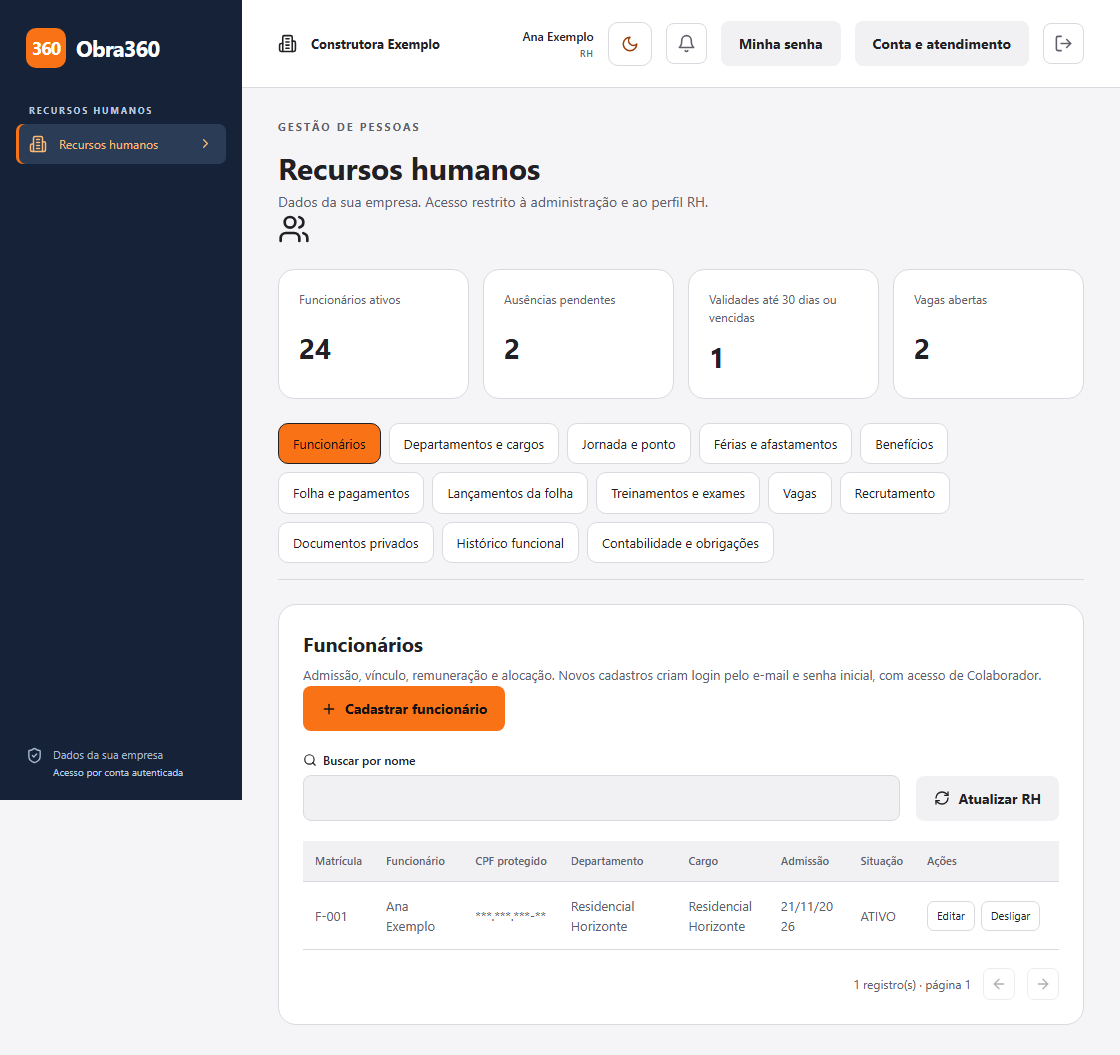 360 Obra360
RECURSOS HUMANOS
Recursos humanos
Dados da sua empresa
Acesso por conta autenticada
Construtora Exemplo
Ana Exemplo
RH
Minha senha
Conta e atendimento
GESTÃO DE PESSOAS
Recursos humanos
Dados da sua empresa. Acesso restrito à administração e ao perfil RH.
Funcionários ativos
24
Ausências pendentes
2
Validades até 30 dias ou
vencidas
1
Vagas abertas
2
Funcionários
Departamentos e cargos
Jornada e ponto
Férias e afastamentos
Benefícios
Folha e pagamentos
Lançamentos da folha
Treinamentos e exames
Vagas
Recrutamento
Documentos privados
Histórico funcional
Contabilidade e obrigações
Funcionários
Admissão, vínculo, remuneração e alocação. Novos cadastros criam login pelo e-mail e senha inicial, com acesso de Colaborador.
Cadastrar funcionário
Buscar por nome
Atualizar RH
Matrícula Funcionário CPF protegido Departamento Cargo Admissão Situação Ações
F-001
Ana
Exemplo
***.***.***-**
Residencial
Horizonte
Residencial
Horizonte
21/11/20
26
ATIVO
Editar
Desligar
1 registro(s) · página 1